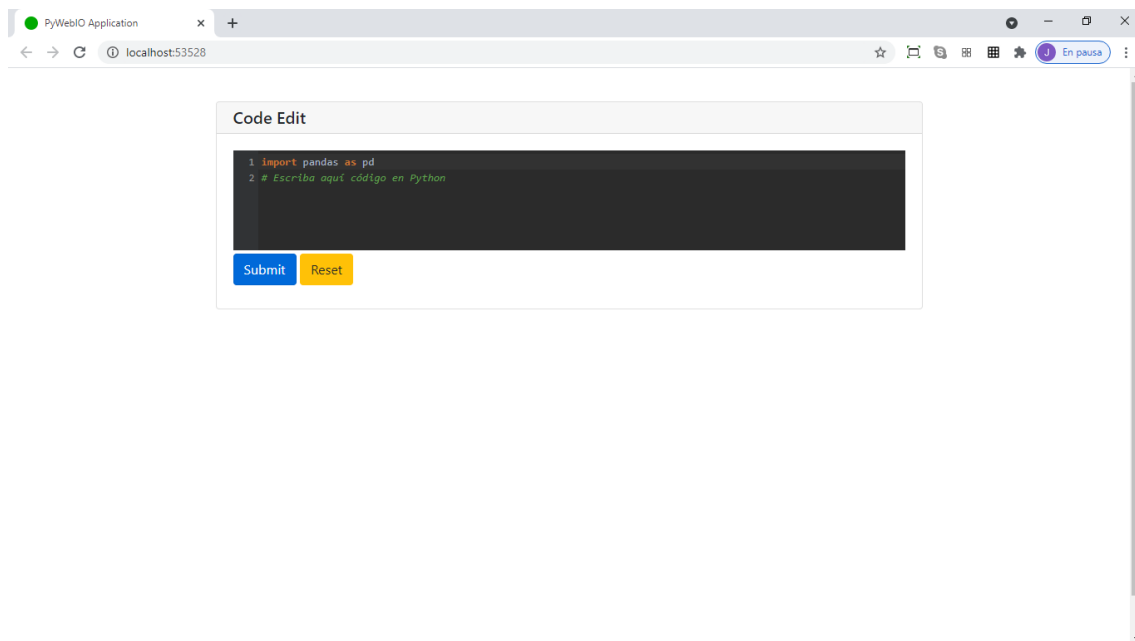 PyWebIO Application
localhost:53528
J En pausa
Code Edit
1 import pandas as pd
2 # Escriba aquí código en Python
Submit Reset